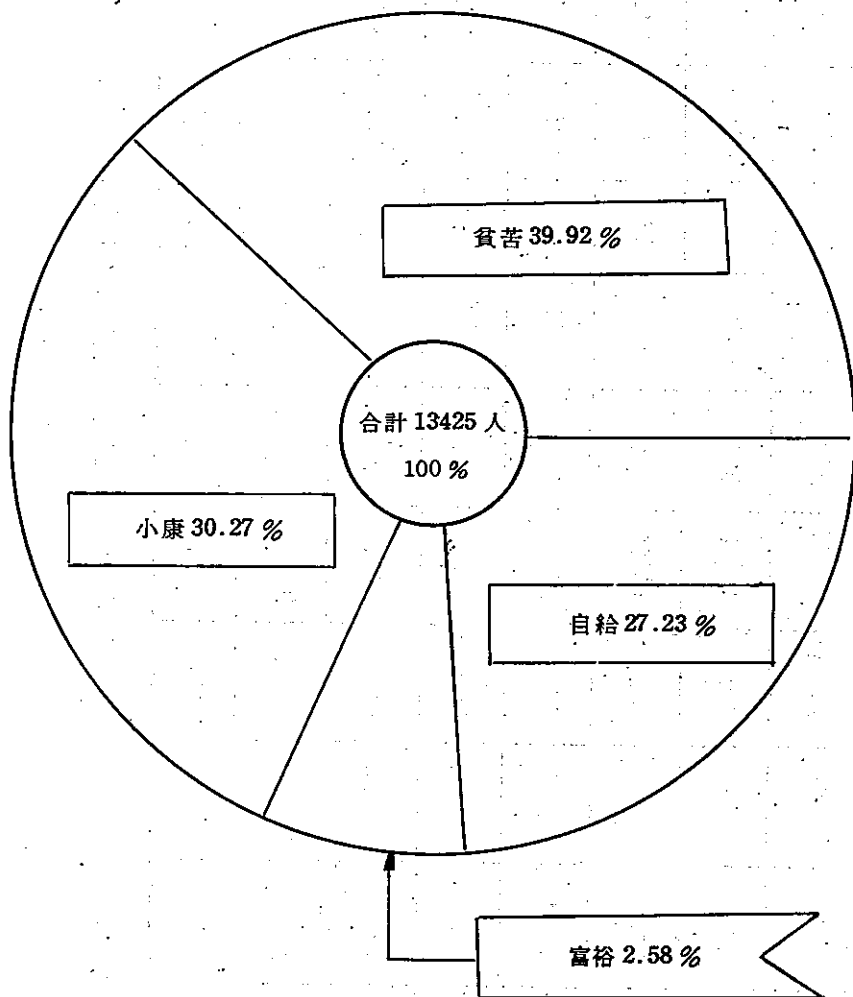 貧苦 39.92 %
合計 13425 人
100 %
小康 30.27 %
自給 27.23 %
富裕 2.58 %